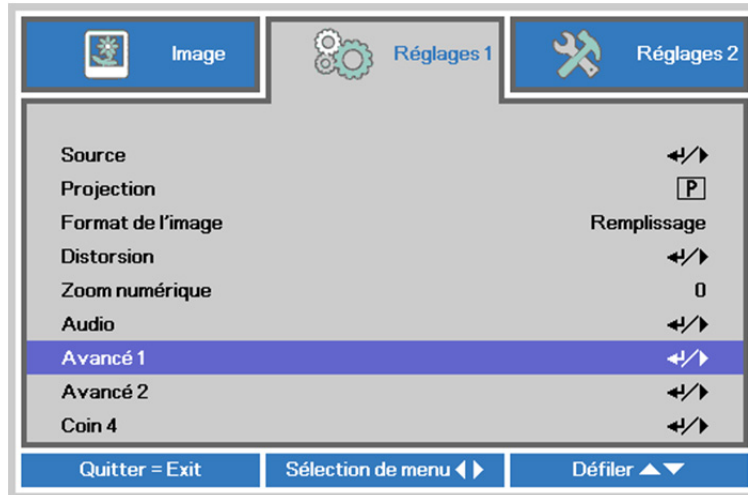 Image
Réglages 1
Réglages 2
Source
Projection P
Format de l'image Remplissage
Distorsion
Zoom numérique 0
Audio
Avancé 1
Avancé 2
Coin 4
Quitter = Exit
Sélection de menu ◀ ▶
Défiler ▲▼